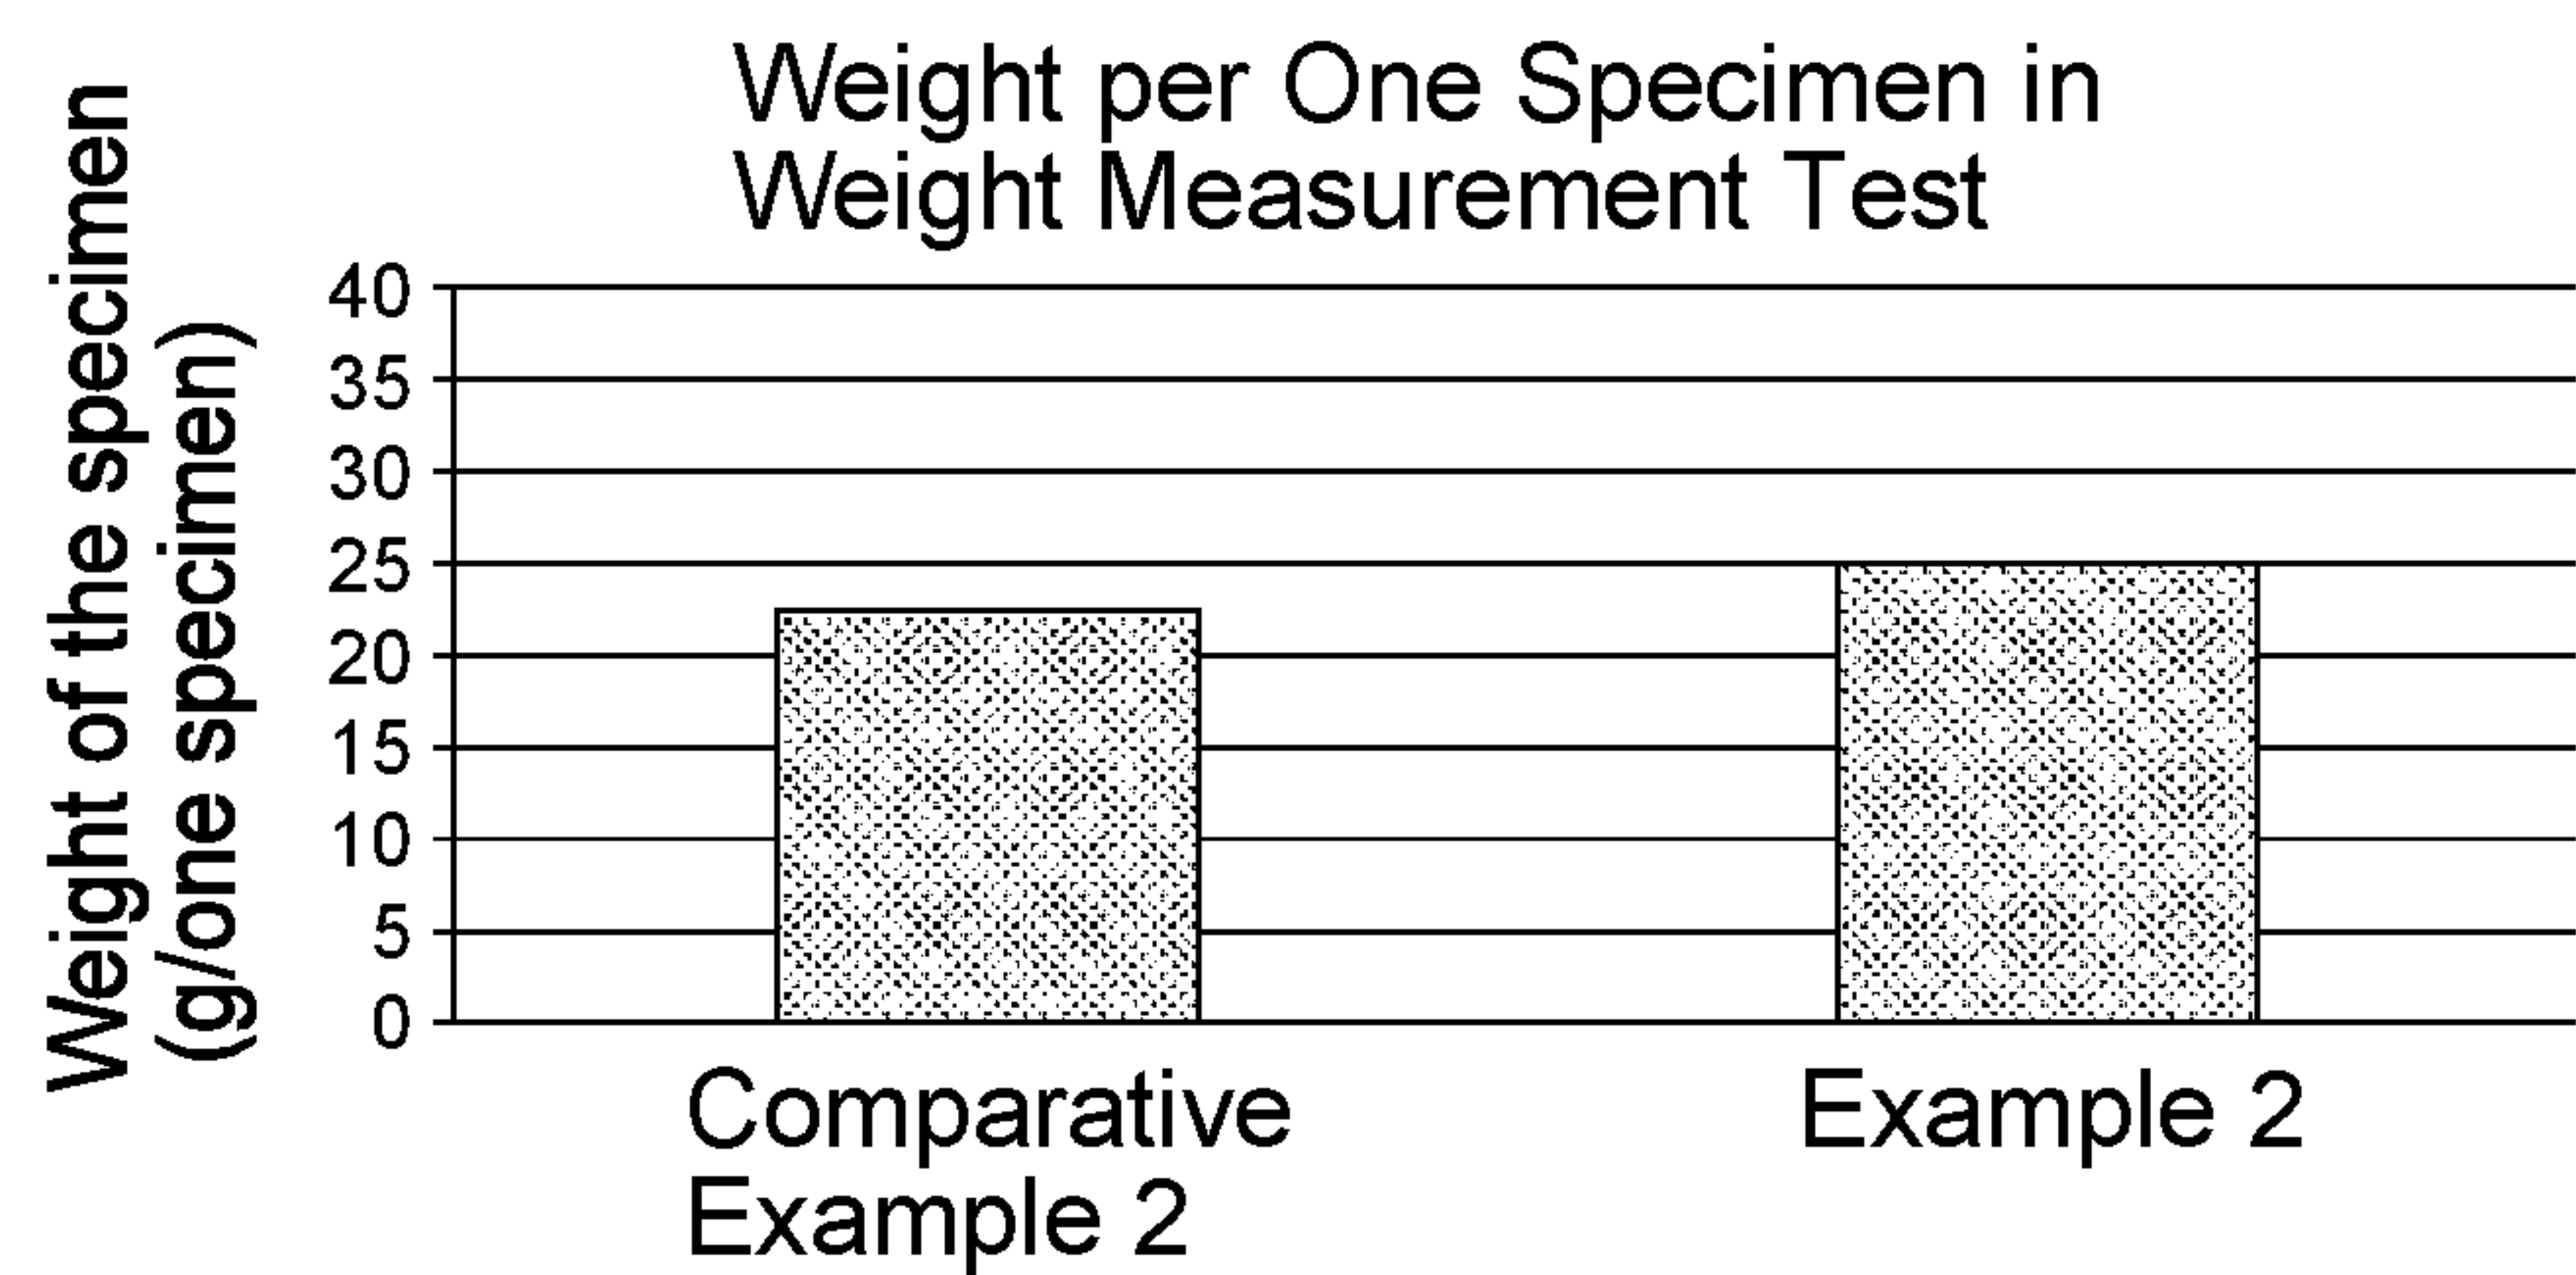 Weight per One Specimen in
Weight Measurement Test
Weight of the specimen
(g/one specimen)
40
35
30
25
20
15
10
5
0
Comparative
Example 2
Example 2